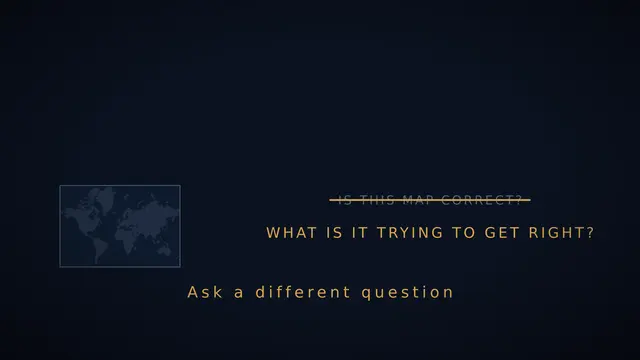 IS THIS MAP CORRECT?
WHAT IS IT TRYING TO GET RIGHT?
Ask a different question